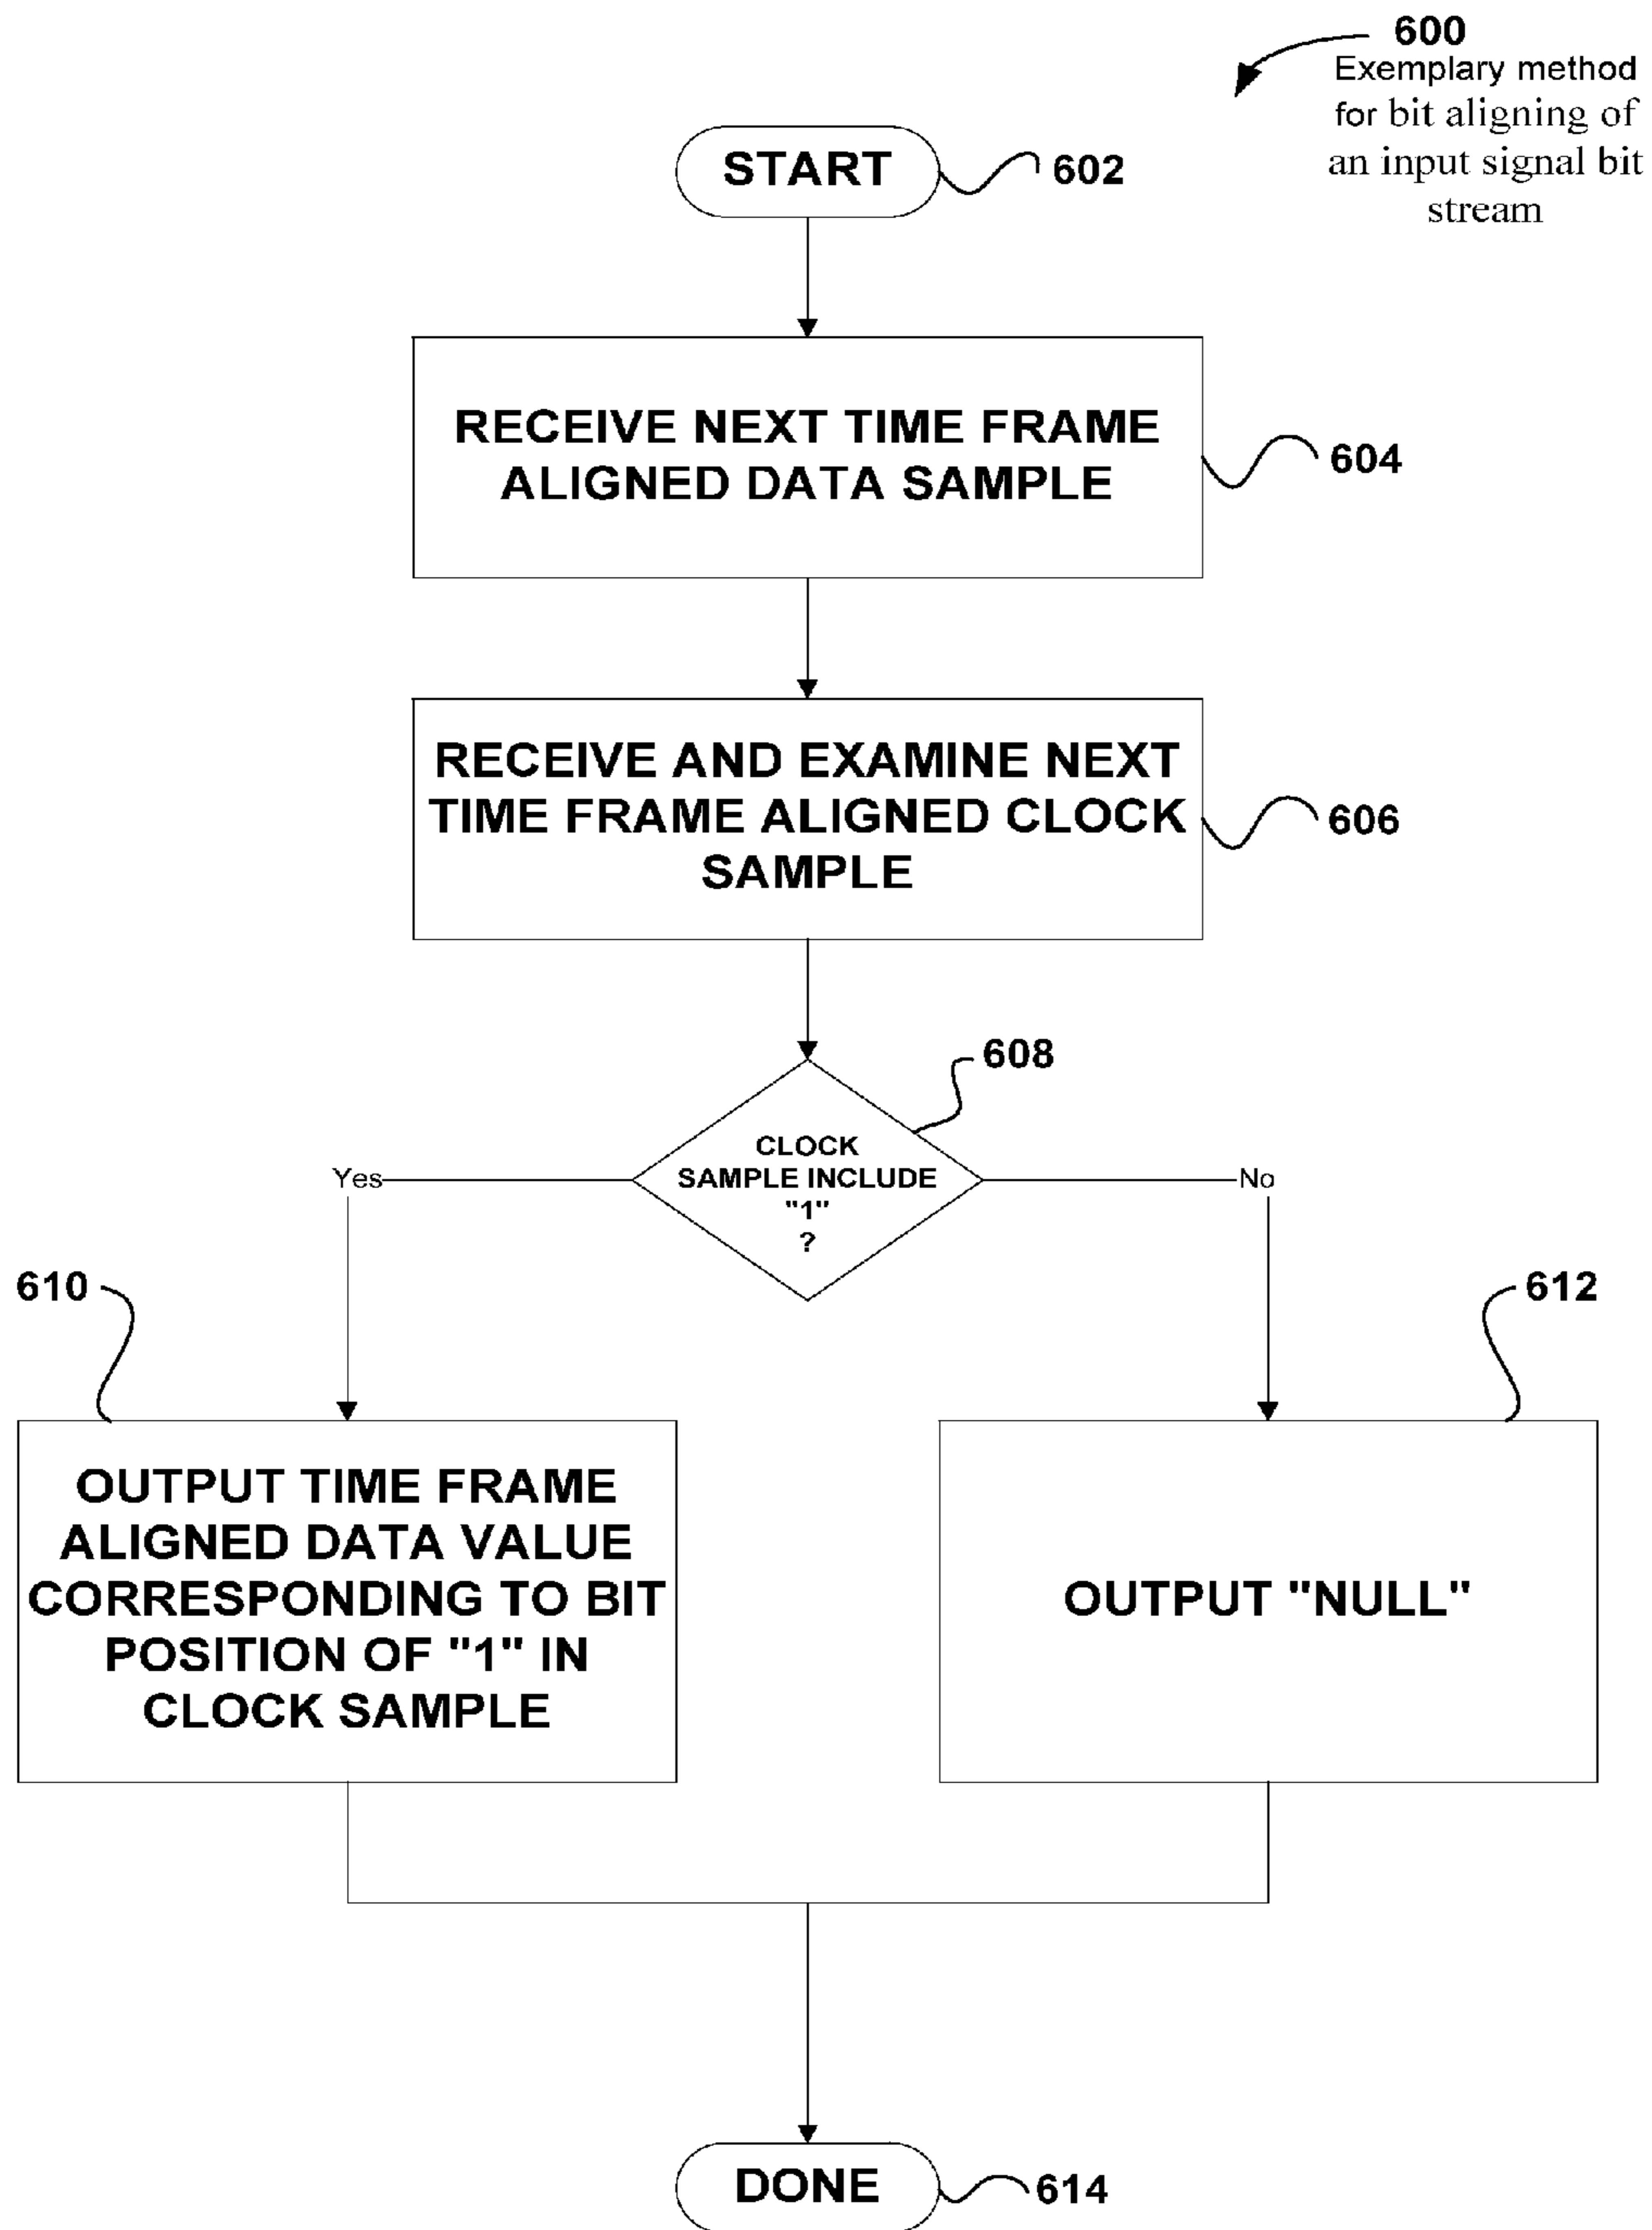 600
Exemplary method
for bit aligning of
an input signal bit
stream
START
602
RECEIVE NEXT TIME FRAME
ALIGNED DATA SAMPLE
604
RECEIVE AND EXAMINE NEXT
TIME FRAME ALIGNED CLOCK
SAMPLE
606
608
CLOCK
SAMPLE INCLUDE
"1"
?
Yes
No
610
612
OUTPUT TIME FRAME
ALIGNED DATA VALUE
CORRESPONDING TO BIT
POSITION OF "1" IN
CLOCK SAMPLE
OUTPUT "NULL"
DONE
614